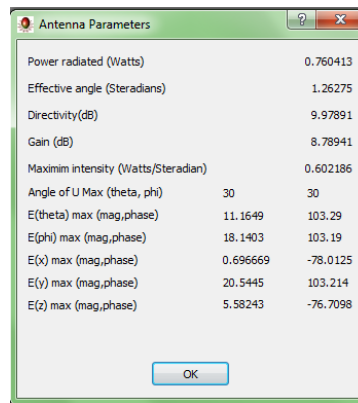 Antenna Parameters
Power radiated (Watts) 0.760413
Effective angle (Steradians) 1.26275
Directivity(dB) 9.97891
Gain (dB) 8.78941
Maximim intensity (Watts/Steradian) 0.602186
Angle of U Max (theta, phi) 30 30
E(theta) max (mag,phase) 11.1649 103.29
E(phi) max (mag,phase) 18.1403 103.19
E(x) max (mag,phase) 0.696669 -78.0125
E(y) max (mag,phase) 20.5445 103.214
E(z) max (mag,phase) 5.58243 -76.7098
OK